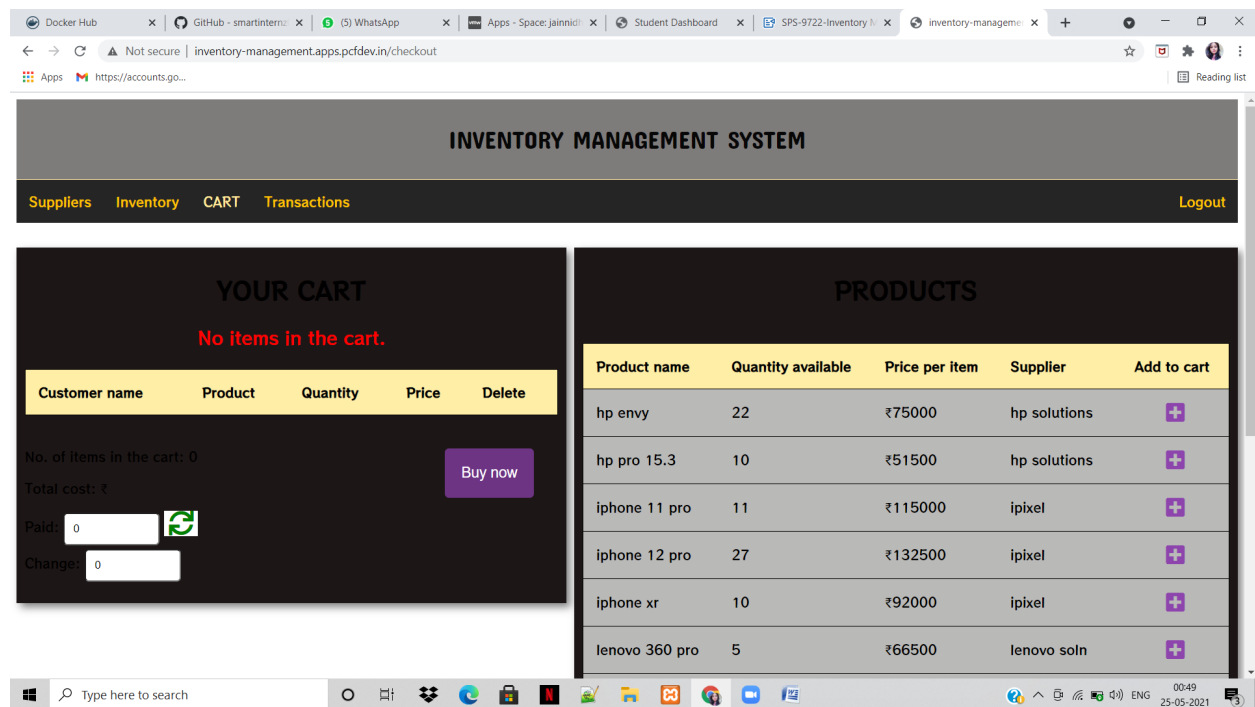 Docker Hub
GitHub - smartinternz
(5) WhatsApp
Apps - Space: jainnidh
Student Dashboard
SPS-9722-Inventory M
inventory-managemen
Not secure | inventory-management.apps.pcfdev.in/checkout
Apps
https://accounts.go...
Reading list
INVENTORY MANAGEMENT SYSTEM
Suppliers Inventory CART Transactions Logout
YOUR CART
No items in the cart.
Customer name Product Quantity Price Delete
No. of items in the cart: 0
Total cost: ₹
Buy now
Paid: 0
Change: 0
PRODUCTS
Product name Quantity available Price per item Supplier Add to cart
hp envy 22 ₹75000 hp solutions
hp pro 15.3 10 ₹51500 hp solutions
iphone 11 pro 11 ₹115000 ipixel
iphone 12 pro 27 ₹132500 ipixel
iphone xr 10 ₹92000 ipixel
lenovo 360 pro 5 ₹66500 lenovo soln
Type here to search
ENG
00:49
25-05-2021
3